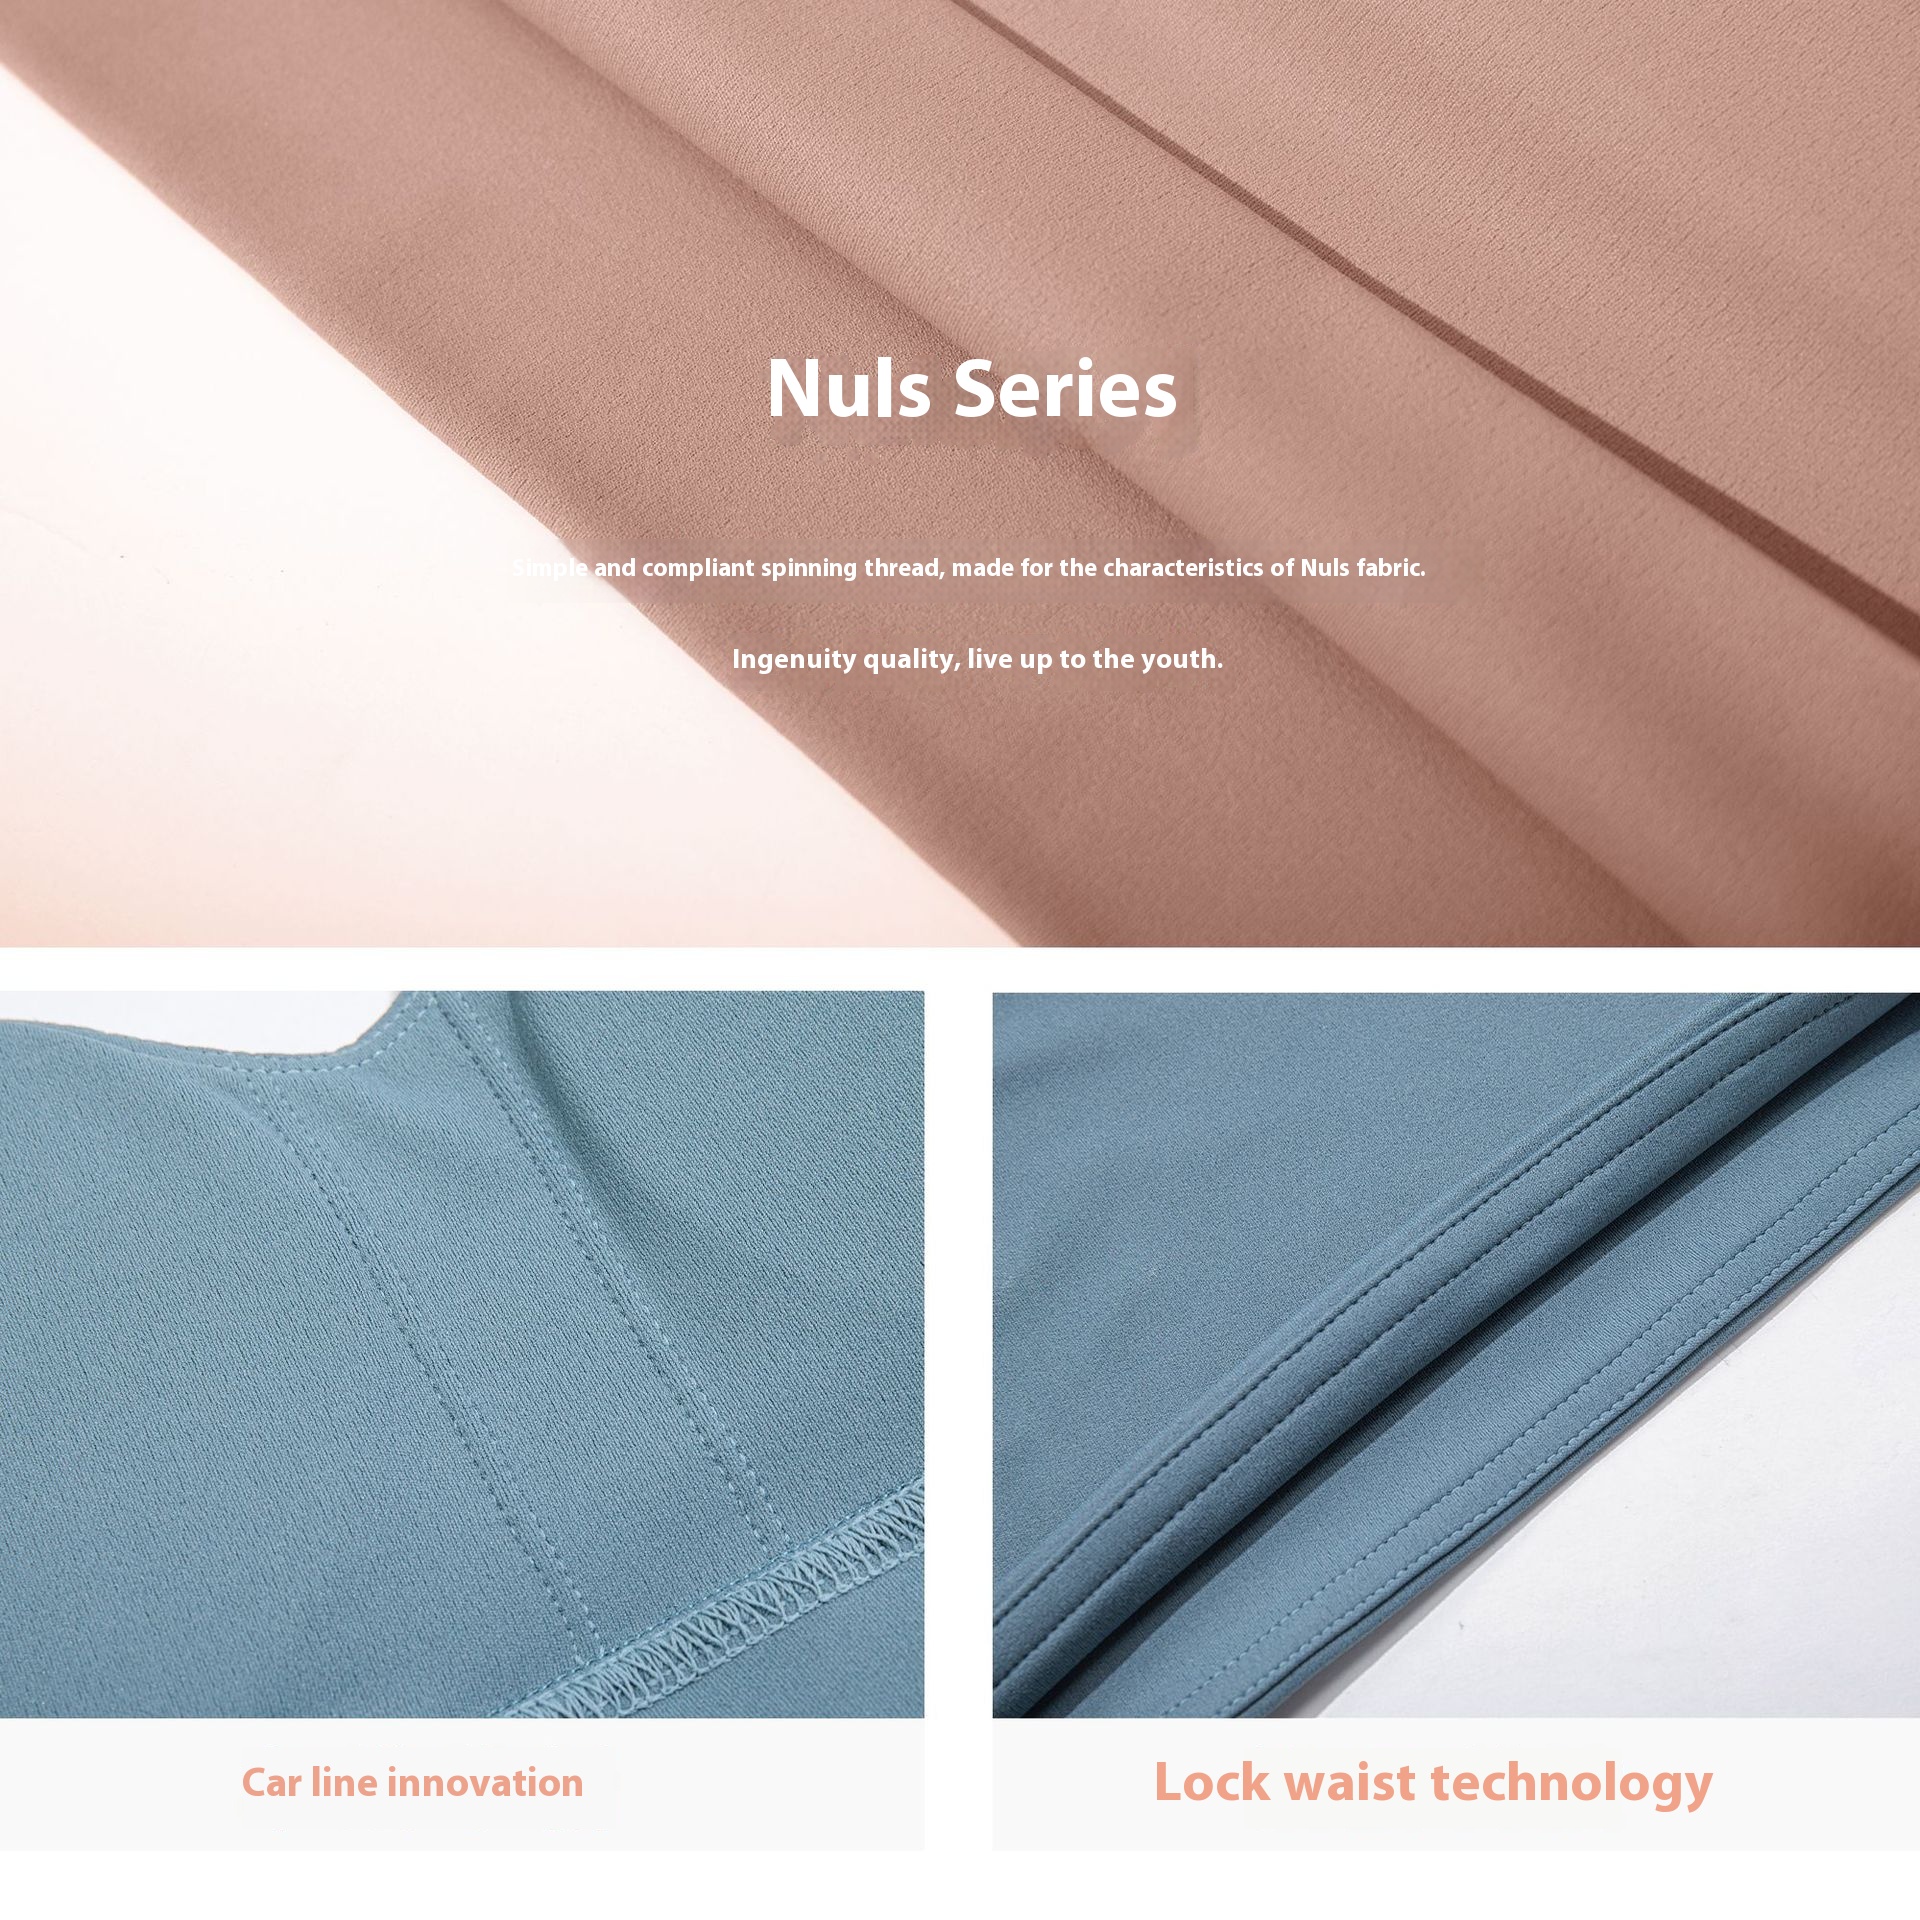 Nuls Series
Simple and compliant spinning thread, made for the characteristics of Nuls fabric.
Ingenuity quality, live up to the youth.
Car line innovation
Lock waist technology